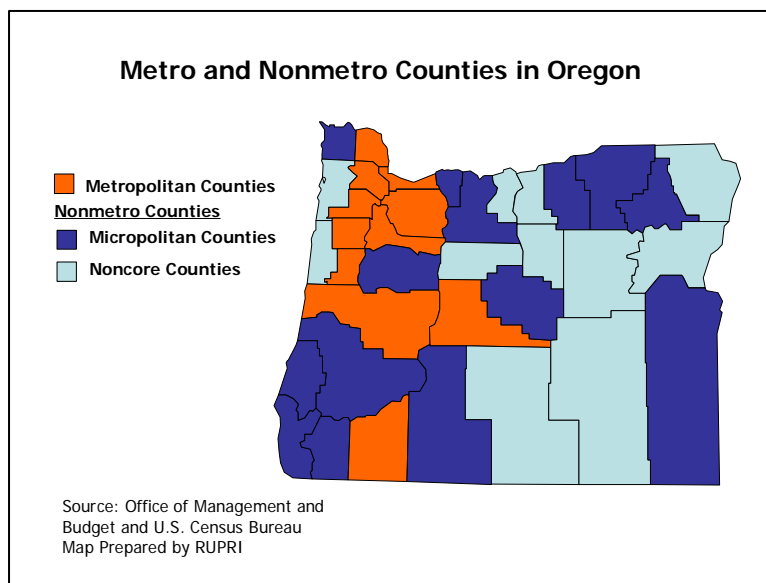 Metro and Nonmetro Counties in Oregon
Metropolitan Counties
Nonmetro Counties
Micropolitan Counties
Noncore Counties
Source: Office of Management and
Budget and U.S. Census Bureau
Map Prepared by RUPRI